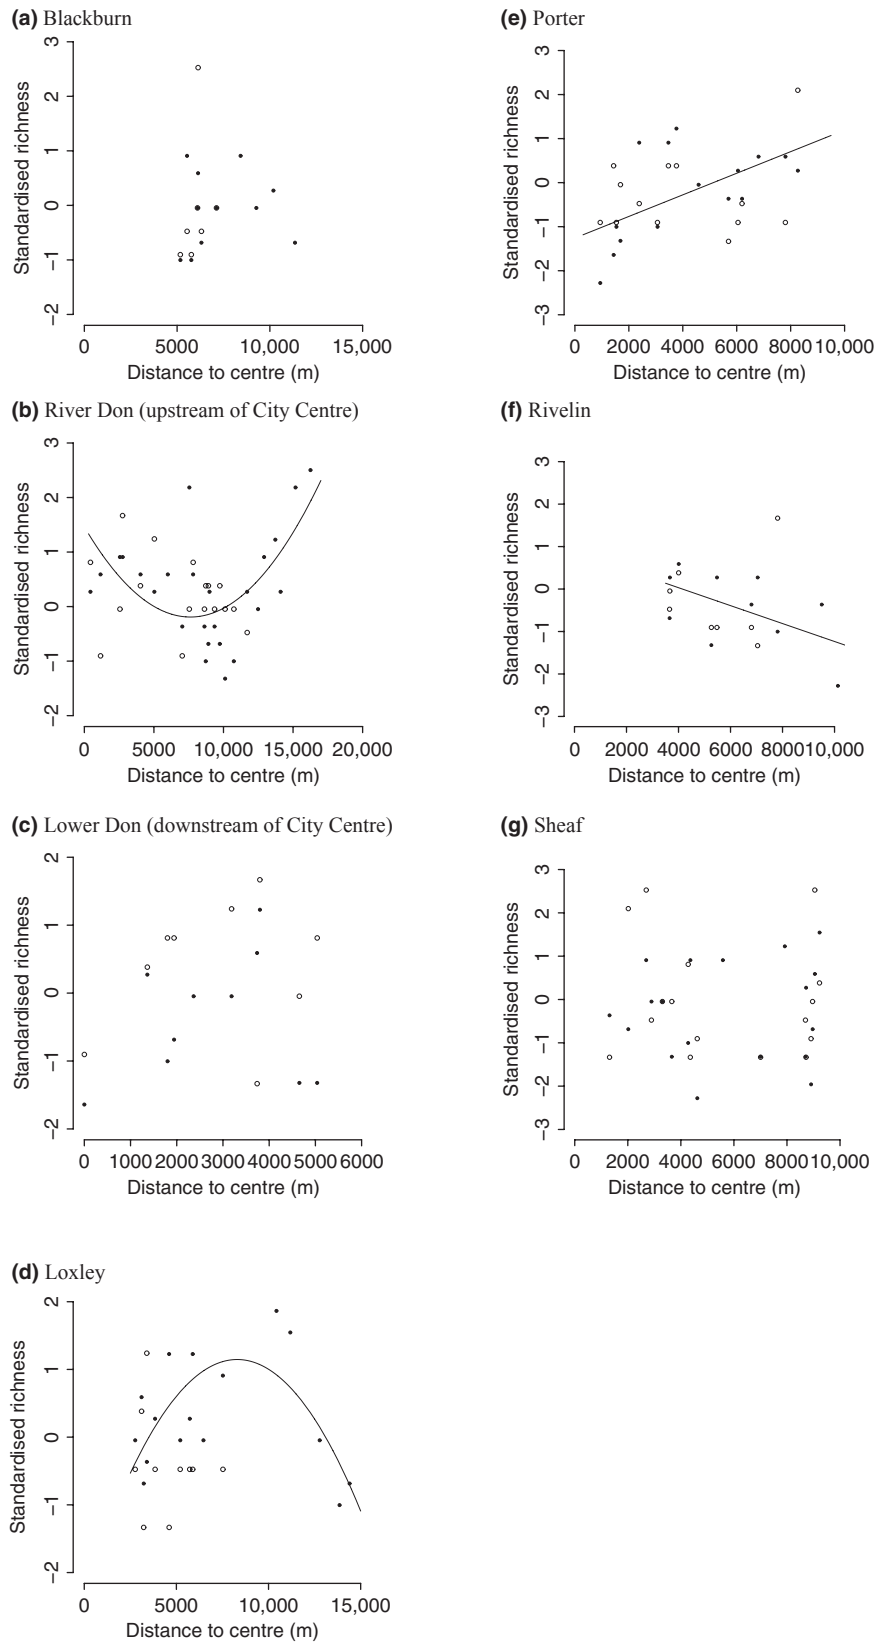 (a) Blackburn
Standardised richness
3
2
1
0
−1
−2
0 5000 10,000 15,000
Distance to centre (m)
(b) River Don (upstream of City Centre)
Standardised richness
3
2
1
0
−1
−2
0 5000 10,000 15,000 20,000
Distance to centre (m)
(c) Lower Don (downstream of City Centre)
Standardised richness
2
1
0
−1
−2
0 1000 2000 3000 4000 5000 6000
Distance to centre (m)
(d) Loxley
Standardised richness
2
1
0
−1
−2
0 5000 10,000 15,000
Distance to centre (m)
(e) Porter
Standardised richness
3
2
1
0
−1
−2
−3
0 2000 4000 6000 8000 10,000
Distance to centre (m)
(f) Rivelin
Standardised richness
3
2
1
0
−1
−2
−3
0 2000 4000 6000 8000 10,000
Distance to centre (m)
(g) Sheaf
Standardised richness
3
2
1
0
−1
−2
−3
0 2000 4000 6000 8000 10,000
Distance to centre (m)